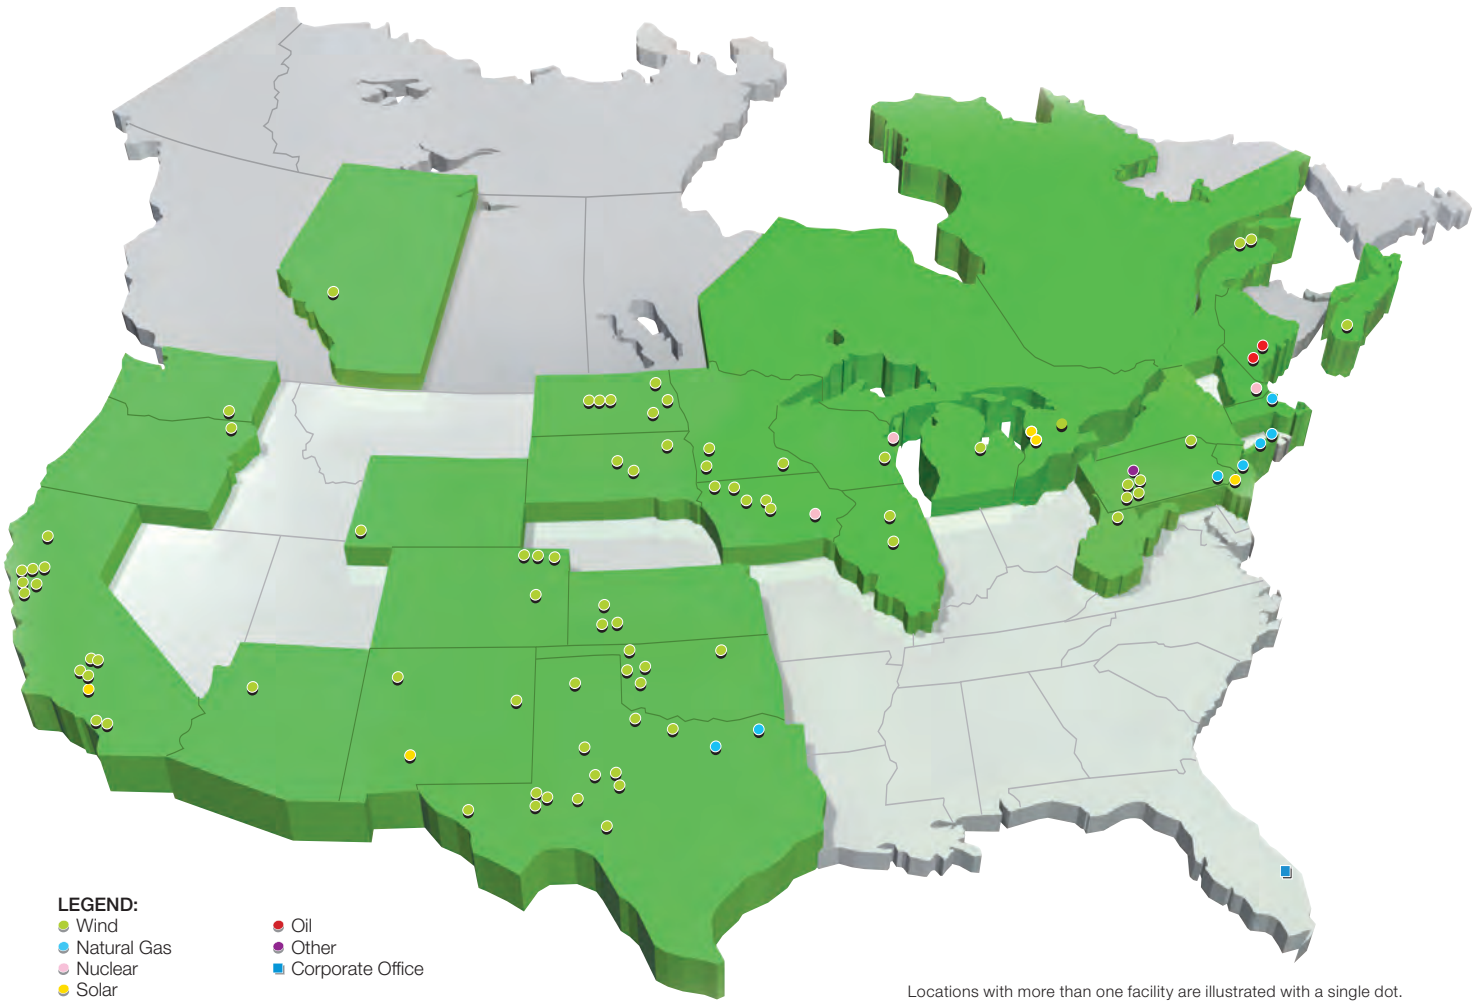 LEGEND:
Wind
Natural Gas
Nuclear
Solar
Oil
Other
Corporate Office
Locations with more than one facility are illustrated with a single dot.